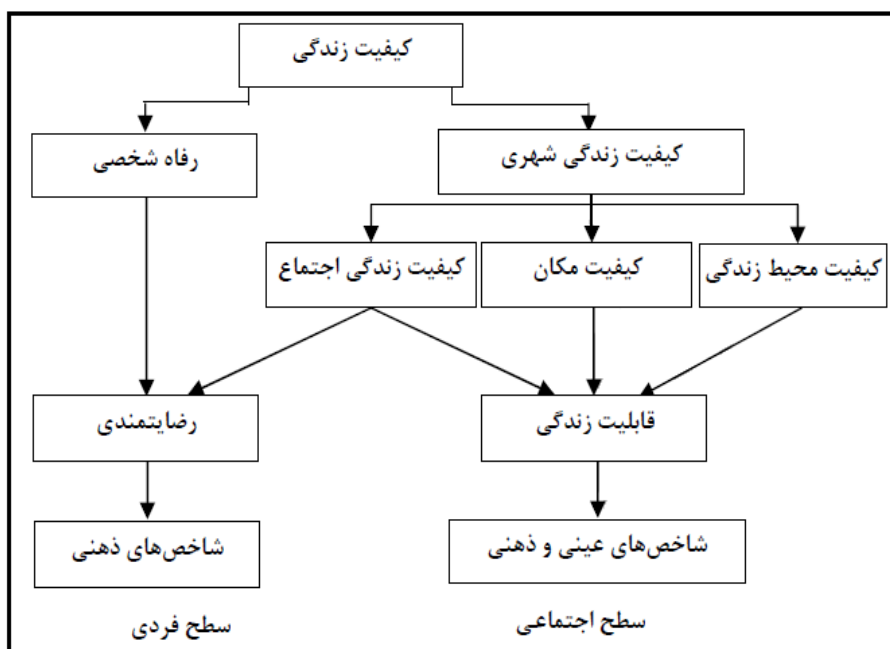 کیفیت زندگی
کیفیت زندگی شهری
رفاه شخصی
کیفیت محیط زندگی
کیفیت مکان
کیفیت زندگی اجتماع
قابلیت زندگی
رضایتمندی
شاخص‌های عینی و ذهنی
شاخص‌های ذهنی
سطح اجتماعی
سطح فردی